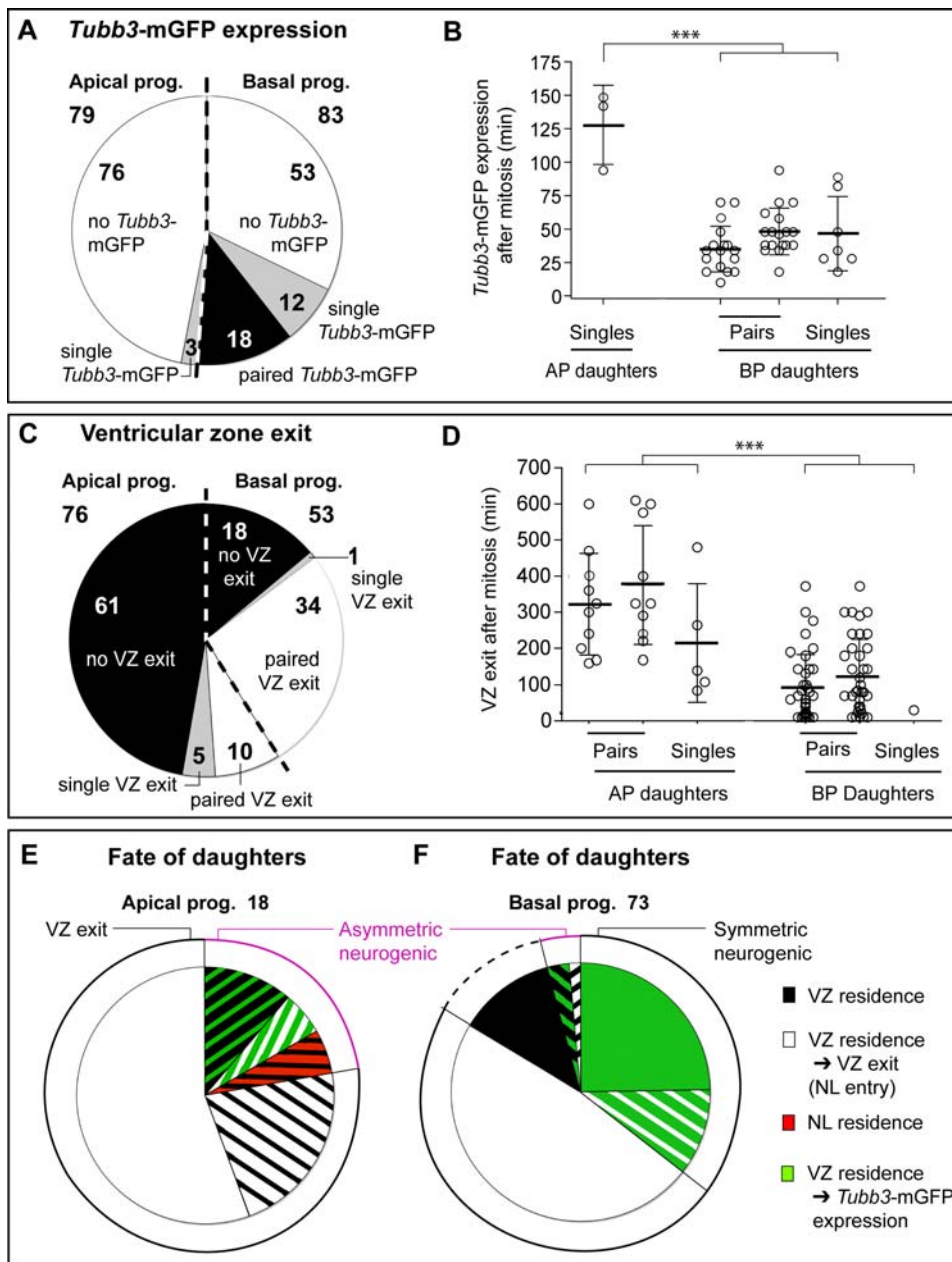 A Tubb3-mGFP expression
Apical prog.
79
Basal prog.
83
76
no Tubb3-
mGFP
53
no Tubb3-
mGFP
12
single
Tubb3-mGFP
18
paired Tubb3-mGFP
3
single
Tubb3-mGFP
B
***
Tubb3-mGFP expression
after mitosis (min)
175
150
125
100
75
50
25
0
Singles
Pairs
Singles
AP daughters
BP daughters
C Ventricular zone exit
Apical prog.
76
Basal prog.
53
18
no VZ
exit
1
single
VZ exit
34
paired
VZ exit
61
no VZ exit
5
10
single VZ exit
paired VZ exit
D
***
VZ exit after mitosis (min)
700
600
500
400
300
200
100
0
Pairs
Singles
Pairs
Singles
AP daughters
BP Daughters
E Fate of daughters
Apical prog. 18
VZ exit
Asymmetric
neurogenic
F Fate of daughters
Basal prog. 73
Symmetric
neurogenic
VZ residence
VZ residence
➔ VZ exit
(NL entry)
NL residence
VZ residence
➔ Tubb3-mGFP
expression